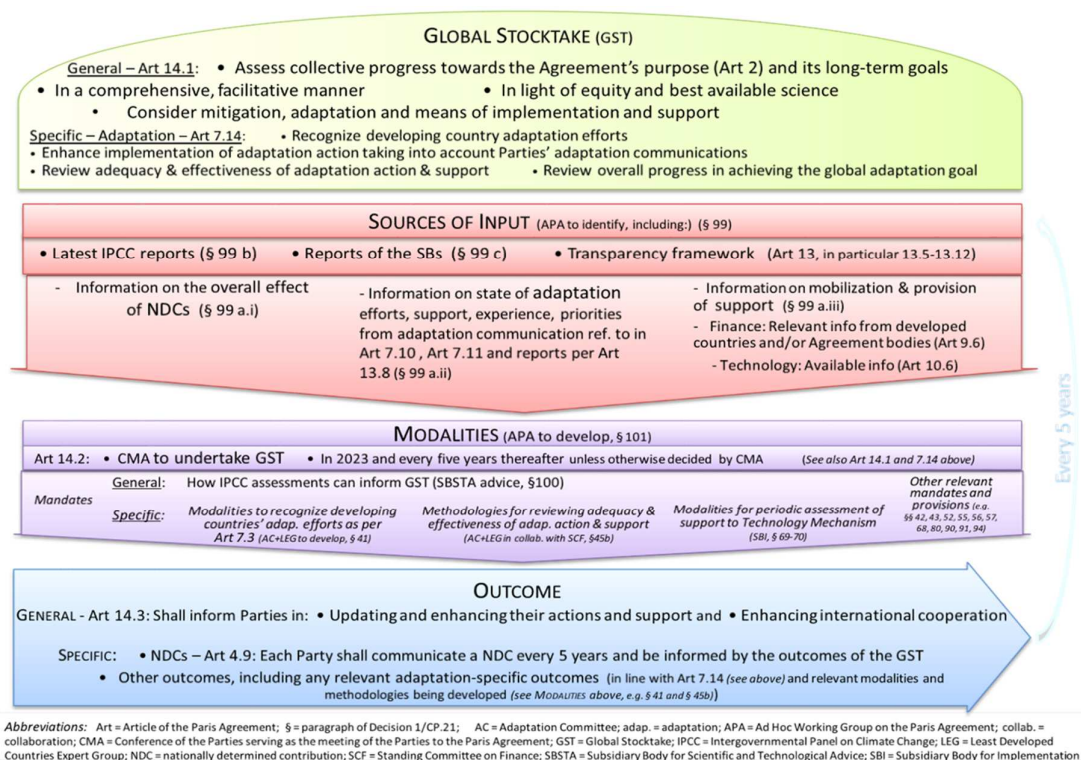 GLOBAL STOCKTAKE (GST)
General – Art 14.1: • Assess collective progress towards the Agreement's purpose (Art 2) and its long-term goals
• In a comprehensive, facilitative manner • In light of equity and best available science
• Consider mitigation, adaptation and means of implementation and support
Specific – Adaptation – Art 7.14: • Recognize developing country adaptation efforts
• Enhance implementation of adaptation action taking into account Parties' adaptation communications
• Review adequacy & effectiveness of adaptation action & support • Review overall progress in achieving the global adaptation goal
SOURCES OF INPUT (APA to identify, including:) (§ 99)
• Latest IPCC reports (§ 99 b) • Reports of the SBs (§ 99 c) • Transparency framework (Art 13, in particular 13.5-13.12)
- Information on the overall effect
of NDCs (§ 99 a.i)
- Information on state of adaptation
efforts, support, experience, priorities
from adaptation communication ref. to in
Art 7.10 , Art 7.11 and reports per Art
13.8 (§ 99 a.ii)
- Information on mobilization & provision
of support (§ 99 a.iii)
- Finance: Relevant info from developed
countries and/or Agreement bodies (Art 9.6)
- Technology: Available info (Art 10.6)
Every 5 years
MODALITIES (APA to develop, § 101)
Art 14.2: • CMA to undertake GST • In 2023 and every five years thereafter unless otherwise decided by CMA (See also Art 14.1 and 7.14 above)
Mandates
General: How IPCC assessments can inform GST (SBSTA advice, §100)
Specific:
Modalities to recognize developing
countries' adap. efforts as per
Art 7.3 (AC+LEG to develop, § 41)
Methodologies for reviewing adequacy &
effectiveness of adap. action & support
(AC+LEG in collab. with SCF, §45b)
Modalities for periodic assessment of
support to Technology Mechanism
(SBI, § 69-70)
Other relevant
mandates and
provisions (e.g.
§§ 42, 43, 52, 55, 56, 57,
68, 80, 90, 91, 94)
OUTCOME
GENERAL - Art 14.3: Shall inform Parties in: • Updating and enhancing their actions and support and • Enhancing international cooperation
SPECIFIC: • NDCs – Art 4.9: Each Party shall communicate a NDC every 5 years and be informed by the outcomes of the GST
• Other outcomes, including any relevant adaptation-specific outcomes (in line with Art 7.14 (see above) and relevant modalities and
methodologies being developed (see MODALITIES above, e.g. § 41 and § 45b))
Abbreviations: Art = Article of the Paris Agreement; § = paragraph of Decision 1/CP.21; AC = Adaptation Committee; adap. = adaptation; APA = Ad Hoc Working Group on the Paris Agreement; collab. =
collaboration; CMA = Conference of the Parties serving as the meeting of the Parties to the Paris Agreement; GST = Global Stocktake; IPCC = Intergovernmental Panel on Climate Change; LEG = Least Developed
Countries Expert Group; NDC = nationally determined contribution; SCF = Standing Committee on Finance; SBSTA = Subsidiary Body for Scientific and Technological Advice; SBI = Subsidiary Body for Implementation